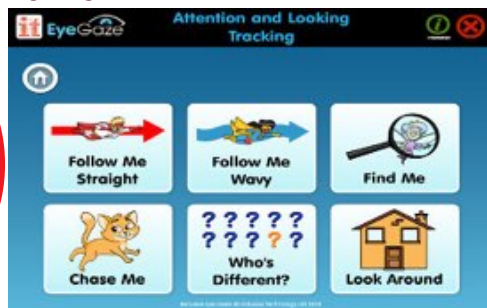 it EyeGaze
Attention and Looking
Tracking
Follow Me
Straight
Follow Me
Wavy
Find Me
Chase Me
? ? ? ? ?
? ? ? ? ?
Who's
Different?
Look Around